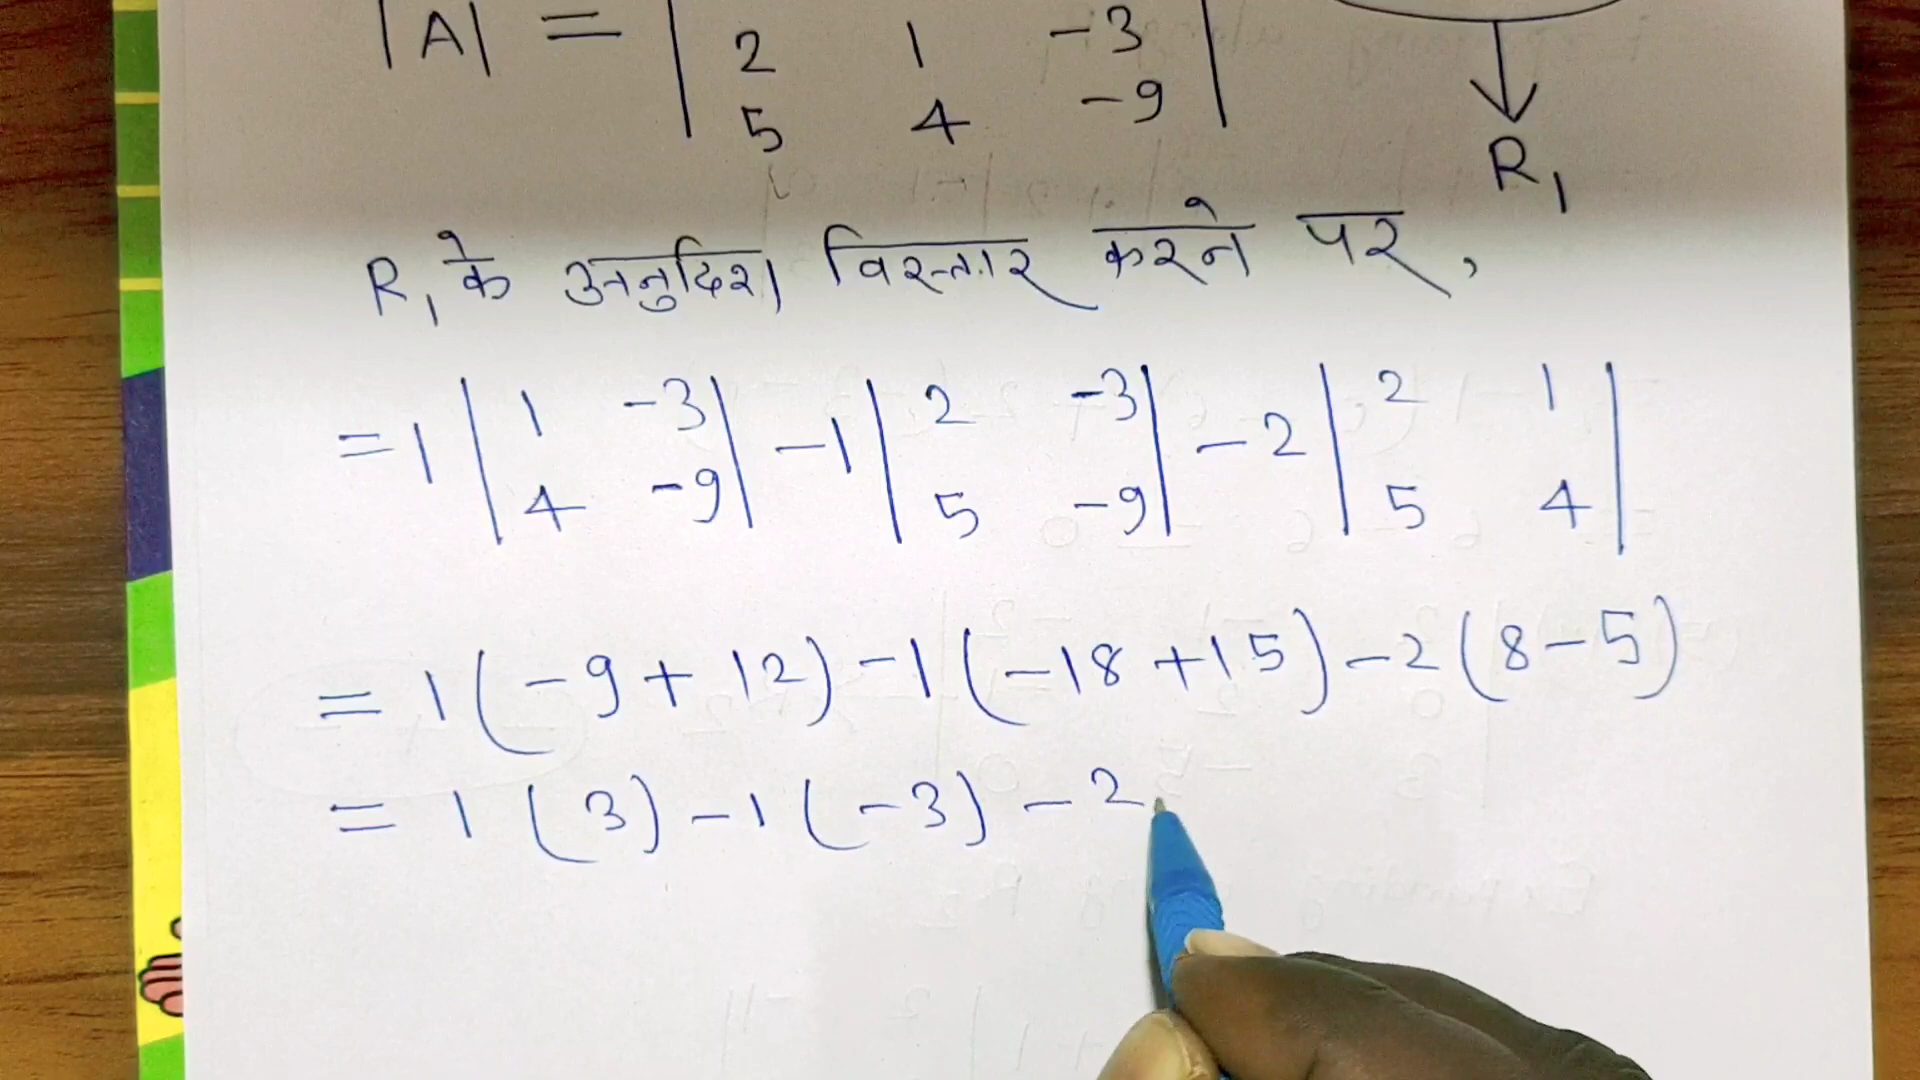 |A| = | 2 1 -3
5 4 -9 |
R₁
R₁ के अनुदिश विस्तार करने पर,
= 1 | 1 -3 | - 1 | 2 -3 | - 2 | 2 1 |
4 -9 5 -9 5 4
= 1 ( -9 + 12 ) - 1 ( -18 + 15 ) - 2 ( 8 - 5 )
= 1 ( 3 ) - 1 ( -3 ) - 2